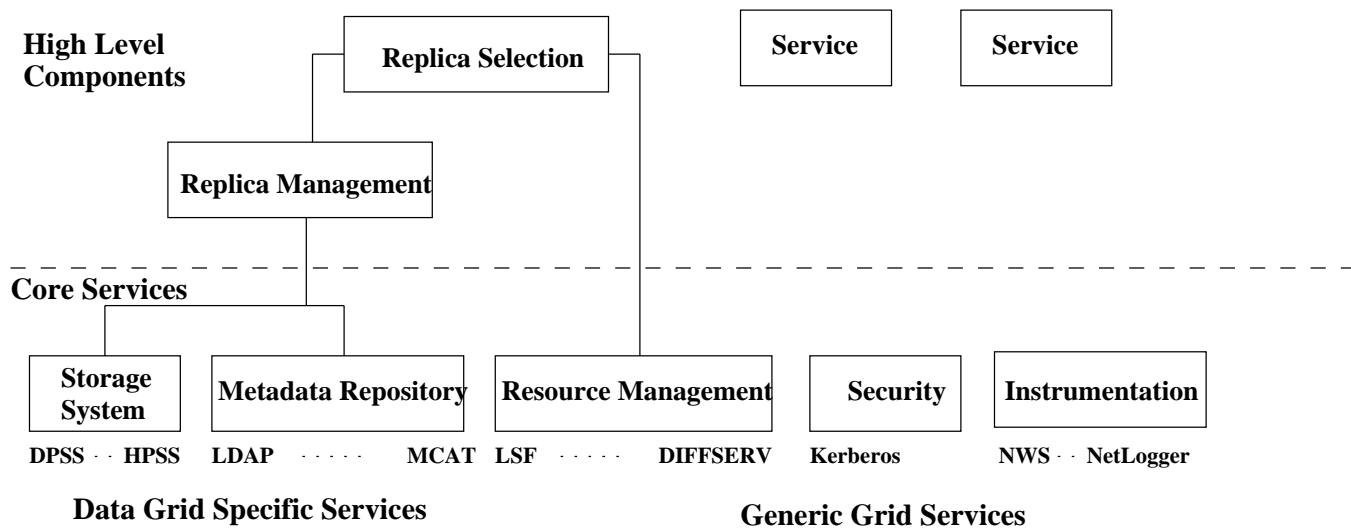 High Level
Components
Replica Selection
Service
Service
Replica Management
Core Services
Storage
System
Metadata Repository
Resource Management
Security
Instrumentation
DPSS . . HPSS
LDAP . . . . . MCAT
LSF . . . . . DIFFSERV
Kerberos
NWS . . NetLogger
Data Grid Specific Services
Generic Grid Services